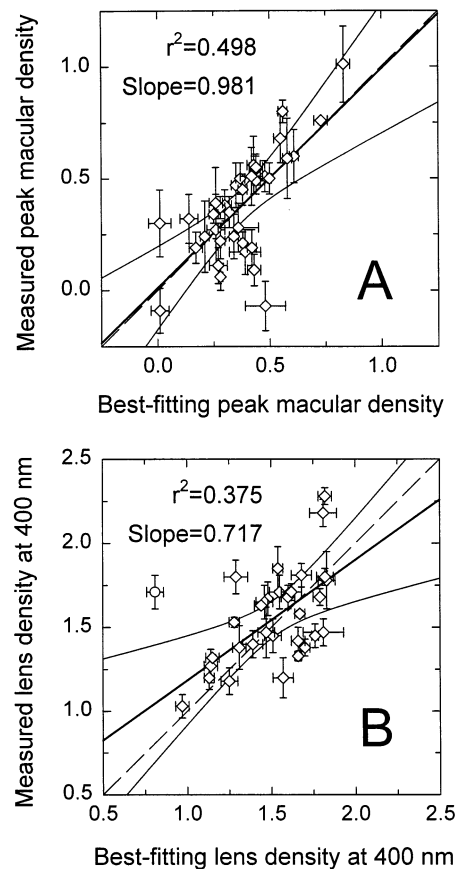 r²=0.498
Slope=0.981
Measured peak macular density
1.0
0.5
0.0
A
0.0 0.5 1.0
Best-fitting peak macular density
2.5
2.0
1.5
1.0
0.5
r²=0.375
Slope=0.717
Measured lens density at 400 nm
B
0.5 1.0 1.5 2.0 2.5
Best-fitting lens density at 400 nm